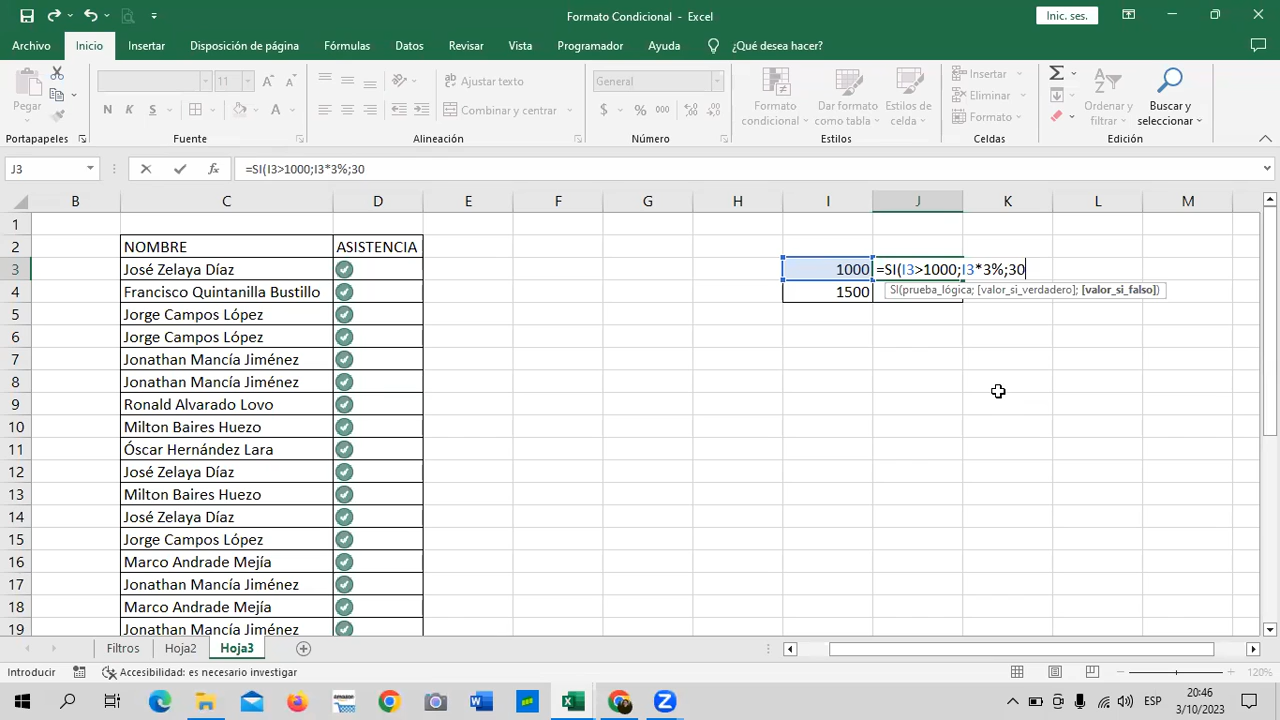 Formato Condicional - Excel
Inic. ses.
Archivo Inicio Insertar Disposición de página Fórmulas Datos Revisar Vista Programador Ayuda ¿Qué desea hacer?
Pegar
11
Ajustar texto
General
Formato condicional
Dar formato como tabla
Estilos de celda
Insertar
Eliminar
Formato
Ordenar y filtrar
Buscar y seleccionar
N K S
Combinar y centrar
$ % 000
Portapapeles Fuente Alineación Número Estilos Celdas Edición
J3 fx =SI(I3>1000;I3*3%;30
B C D E F G H I J K L M
1
2 NOMBRE ASISTENCIA
3 José Zelaya Díaz 1000 =SI(I3>1000;I3*3%;30
4 Francisco Quintanilla Bustillo 1500 SI(prueba_lógica; [valor_si_verdadero]; [valor_si_falso])
5 Jorge Campos López
6 Jorge Campos López
7 Jonathan Mancía Jiménez
8 Jonathan Mancía Jiménez
9 Ronald Alvarado Lovo
10 Milton Baires Huezo
11 Óscar Hernández Lara
12 José Zelaya Díaz
13 Milton Baires Huezo
14 José Zelaya Díaz
15 Jorge Campos López
16 Marco Andrade Mejía
17 Jonathan Mancía Jiménez
18 Marco Andrade Mejía
19 Jonathan Mancía Jiménez
Filtros Hoja2 Hoja3
Introducir Accesibilidad: es necesario investigar 120%
ESP 20:46
3/10/2023